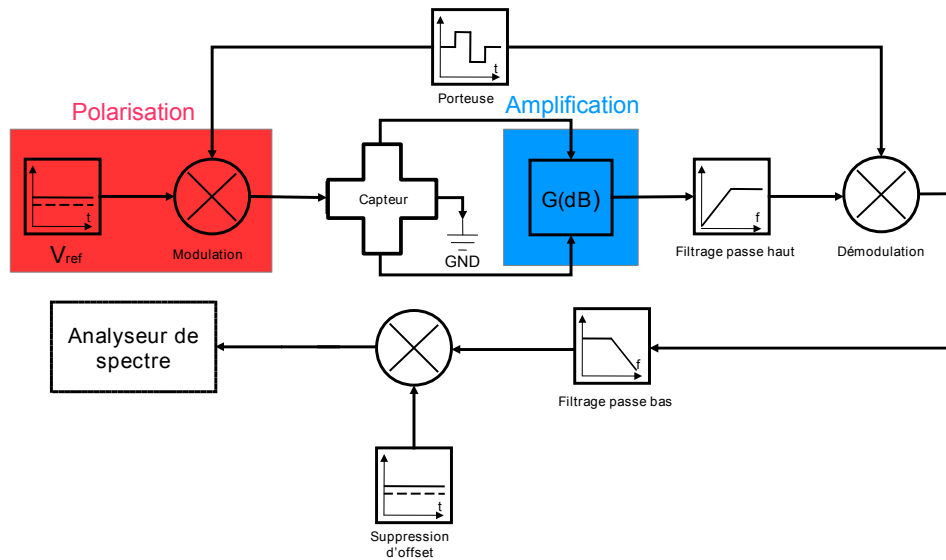 t
Porteuse
Polarisation
Amplification
t
Vref
Modulation
Capteur
GND
G(dB)
f
Filtrage passe haut
Démodulation
Analyseur de
spectre
f
Filtrage passe bas
t
Suppression
d'offset